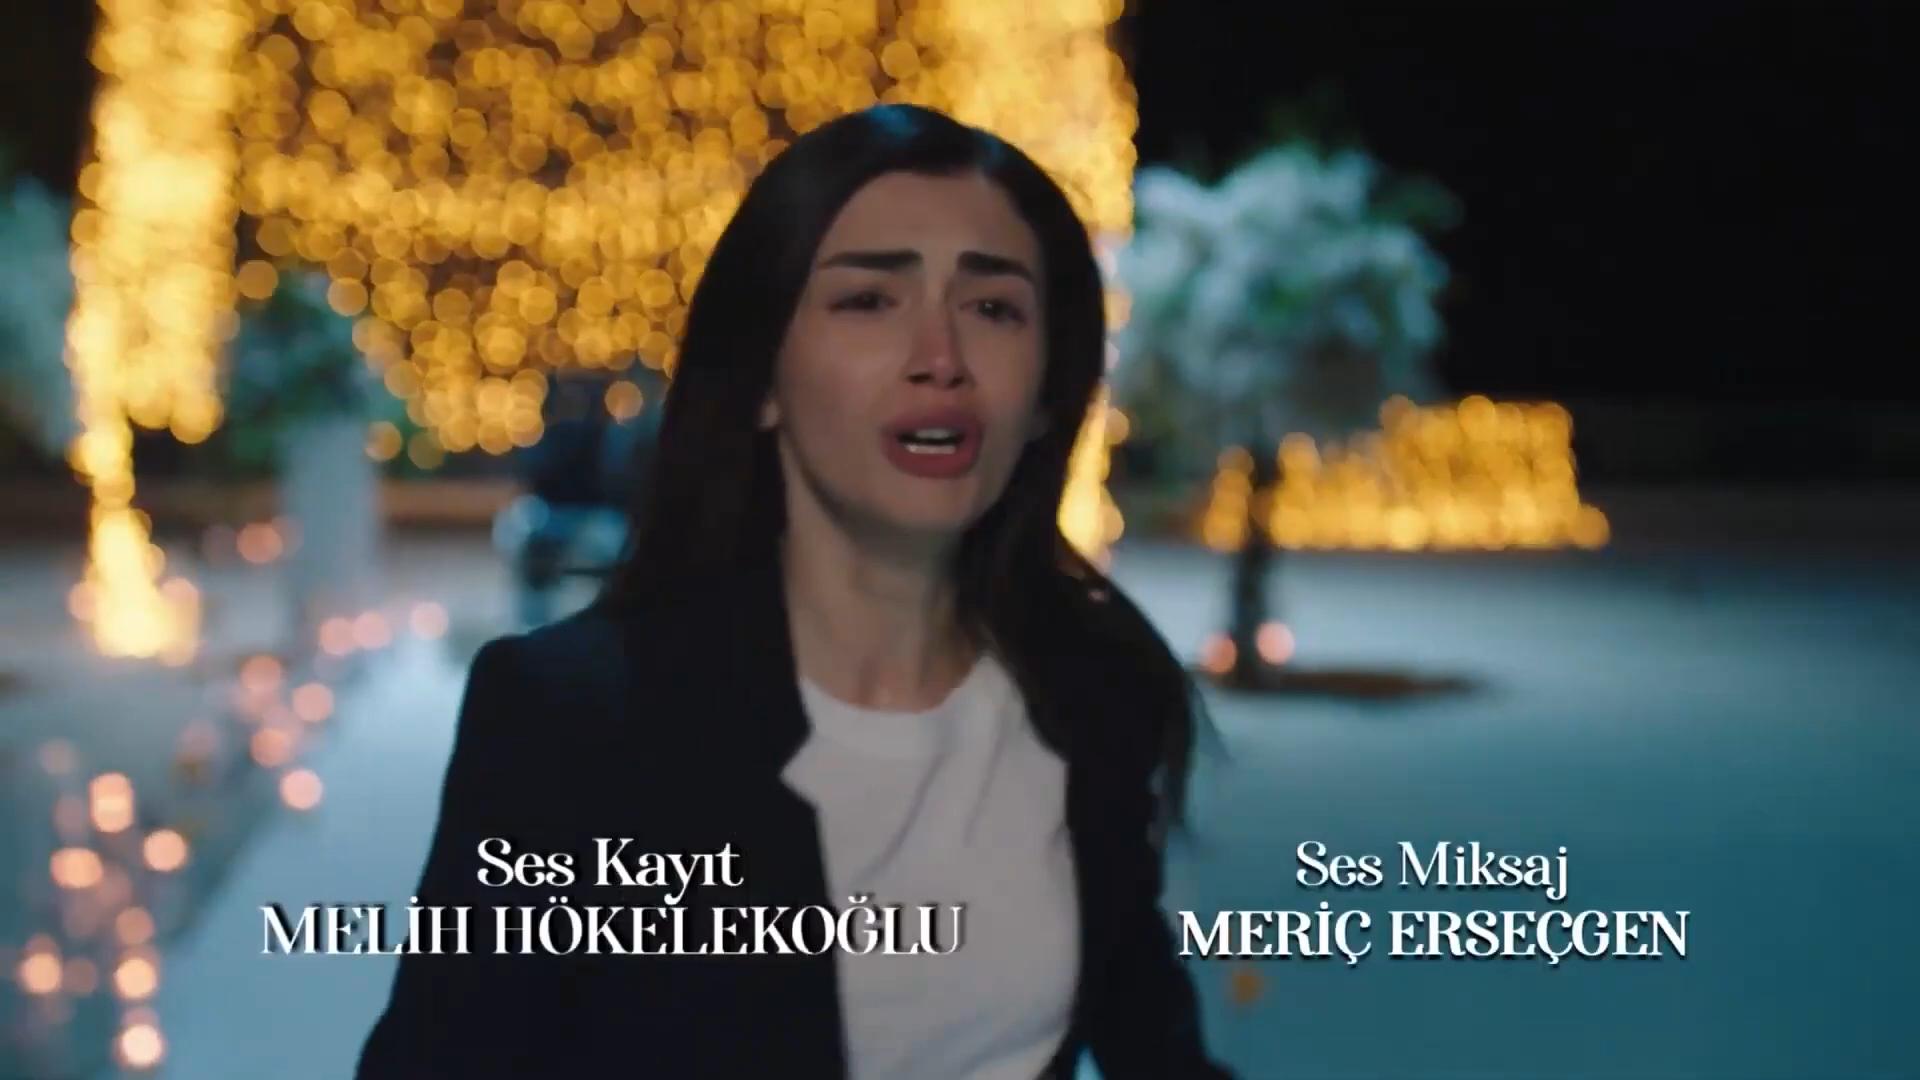 Ses Kayıt
MELİH HÖKELEKOĞLU
Ses Miksaj
MERİÇ ERSEÇGEN